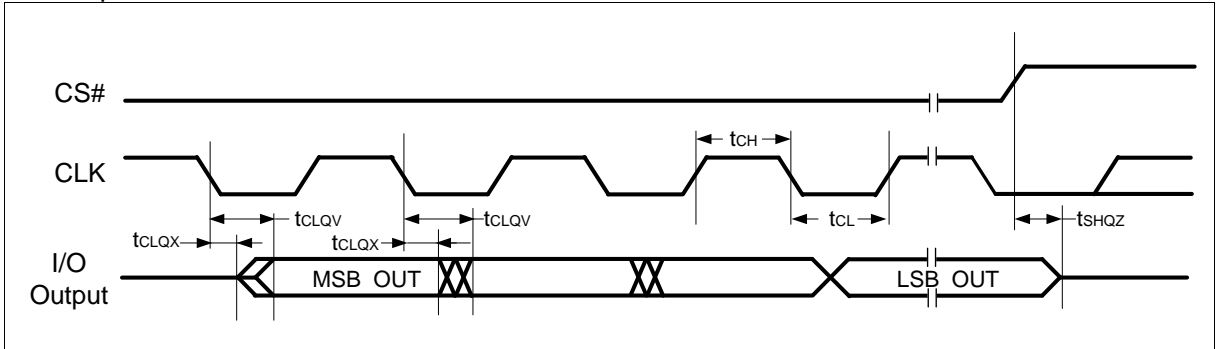 CS#
tCH
CLK
tCLQV
tCLQV
tCL
tSHQZ
tCLQX
tCLQX
I/O
Output
MSB OUT
LSB OUT